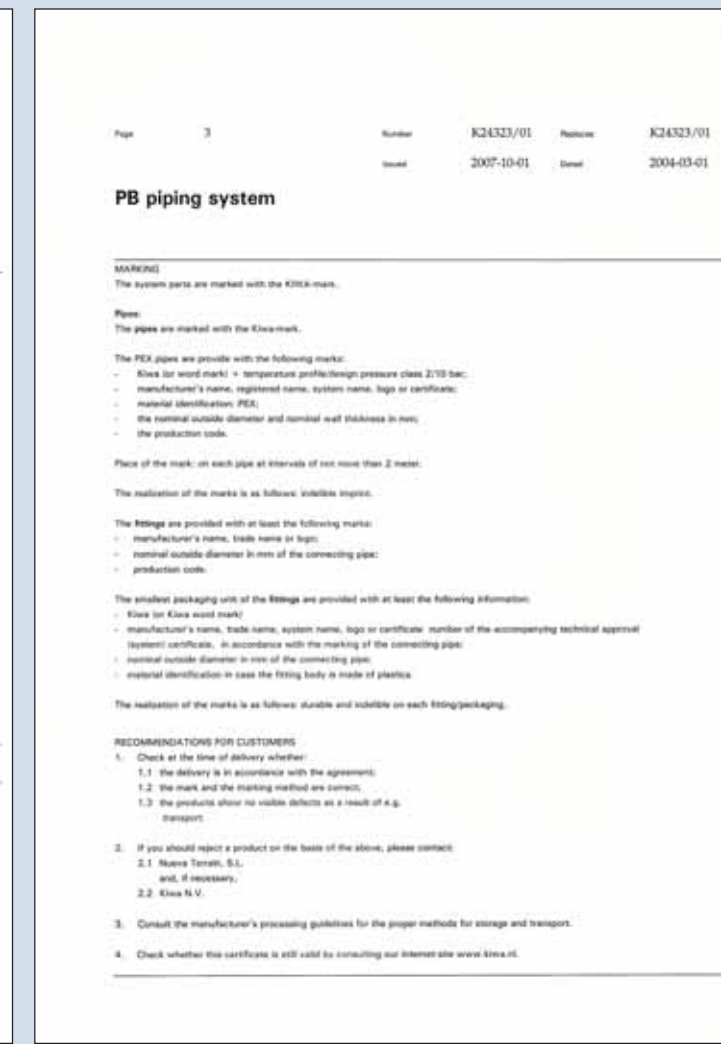 Page 3 Number K24323/01 Replaces K24323/01
Issued 2007-10-01 Dated 2004-03-01
PB piping system
MARKING
The system parts are marked with the KIWA-mark.
Pipes:
The pipes are marked with the Kiwa-mark.
The PEX pipes are provide with the following marks:
- Kiwa (or word mark) + temperature profile/design pressure class 2/10 bar;
- manufacturer's name, registered name, system name, logo or certificate;
- material identification: PEX;
- the nominal outside diameter and nominal wall thickness in mm;
- the production code.
Place of the mark: on each pipe at intervals of not more than 2 meter.
The realization of the marks is as follows: indelible imprint.
The fittings are provided with at least the following marks:
- manufacturer's name, trade name or logo;
- nominal outside diameter in mm of the connecting pipe;
- production code.
The smallest packaging unit of the fittings are provided with at least the following information:
- Kiwa (or Kiwa word mark)
- manufacturer's name, trade name, system name, logo or certificate number of the accompanying technical approval
(system) certificate, in accordance with the marking of the connecting pipe;
- nominal outside diameter in mm of the connecting pipe;
- material identification in case the fitting body is made of plastics.
The realization of the marks is as follows: durable and indelible on each fitting/packaging.
RECOMMENDATIONS FOR CUSTOMERS
1. Check at the time of delivery whether:
1.1 the delivery is in accordance with the agreement;
1.2 the mark and the marking method are correct;
1.3 the products show no visible defects as a result of e.g.
transport.
2. If you should reject a product on the basis of the above, please contact:
2.1 Nueva Terrain, S.L.
and, if necessary,
2.2 Kiwa N.V.
3. Consult the manufacturer's processing guidelines for the proper methods for storage and transport.
4. Check whether this certificate is still valid by consulting our internet-site www.kiwa.nl.